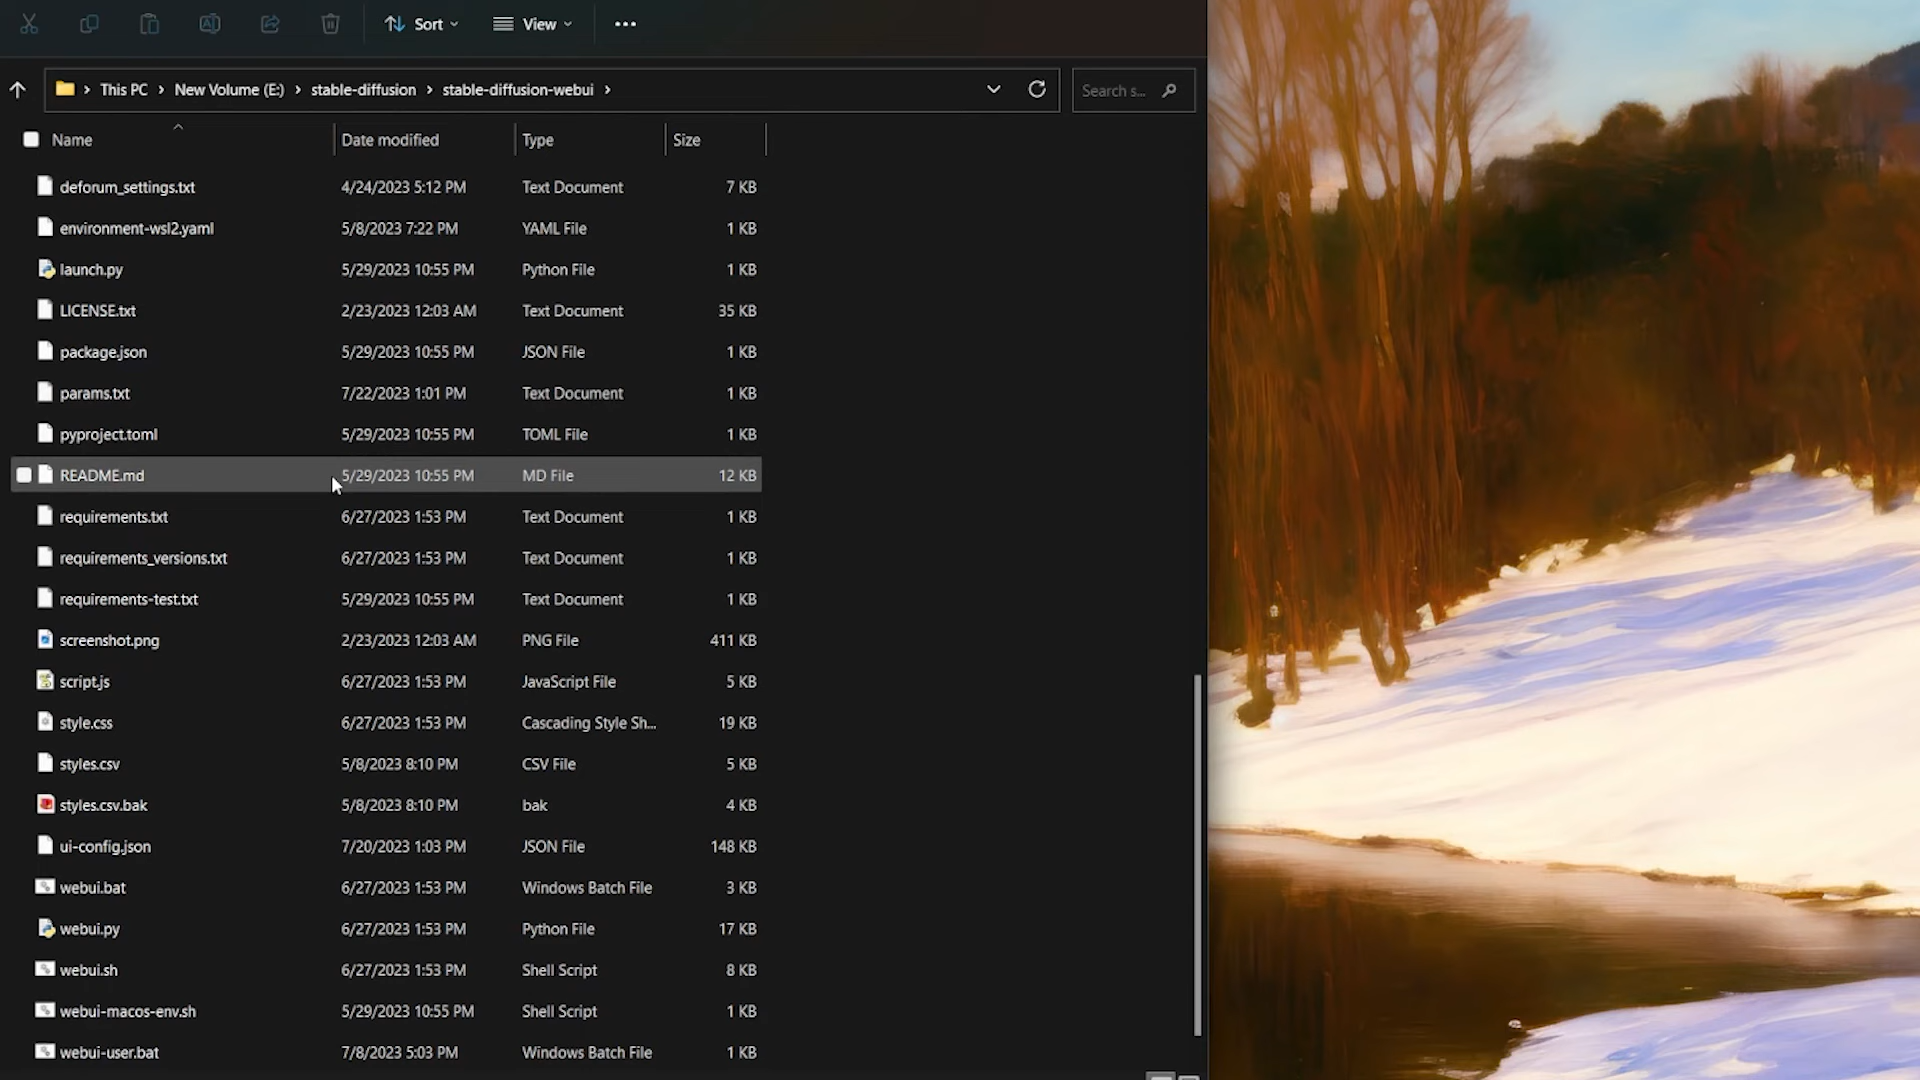 Sort
View
This PC > New Volume (E:) > stable-diffusion > stable-diffusion-webui >
Search s...
Name Date modified Type Size
deforum_settings.txt 4/24/2023 5:12 PM Text Document 7 KB
environment-wsl2.yaml 5/8/2023 7:22 PM YAML File 1 KB
launch.py 5/29/2023 10:55 PM Python File 1 KB
LICENSE.txt 2/23/2023 12:03 AM Text Document 35 KB
package.json 5/29/2023 10:55 PM JSON File 1 KB
params.txt 7/22/2023 1:01 PM Text Document 1 KB
pyproject.toml 5/29/2023 10:55 PM TOML File 1 KB
README.md 5/29/2023 10:55 PM MD File 12 KB
requirements.txt 6/27/2023 1:53 PM Text Document 1 KB
requirements_versions.txt 6/27/2023 1:53 PM Text Document 1 KB
requirements-test.txt 5/29/2023 10:55 PM Text Document 1 KB
screenshot.png 2/23/2023 12:03 AM PNG File 411 KB
script.js 6/27/2023 1:53 PM JavaScript File 5 KB
style.css 6/27/2023 1:53 PM Cascading Style Sh... 19 KB
styles.csv 5/8/2023 8:10 PM CSV File 5 KB
styles.csv.bak 5/8/2023 8:10 PM bak 4 KB
ui-config.json 7/20/2023 1:03 PM JSON File 148 KB
webui.bat 6/27/2023 1:53 PM Windows Batch File 3 KB
webui.py 6/27/2023 1:53 PM Python File 17 KB
webui.sh 6/27/2023 1:53 PM Shell Script 8 KB
webui-macos-env.sh 5/29/2023 10:55 PM Shell Script 1 KB
webui-user.bat 7/8/2023 5:03 PM Windows Batch File 1 KB